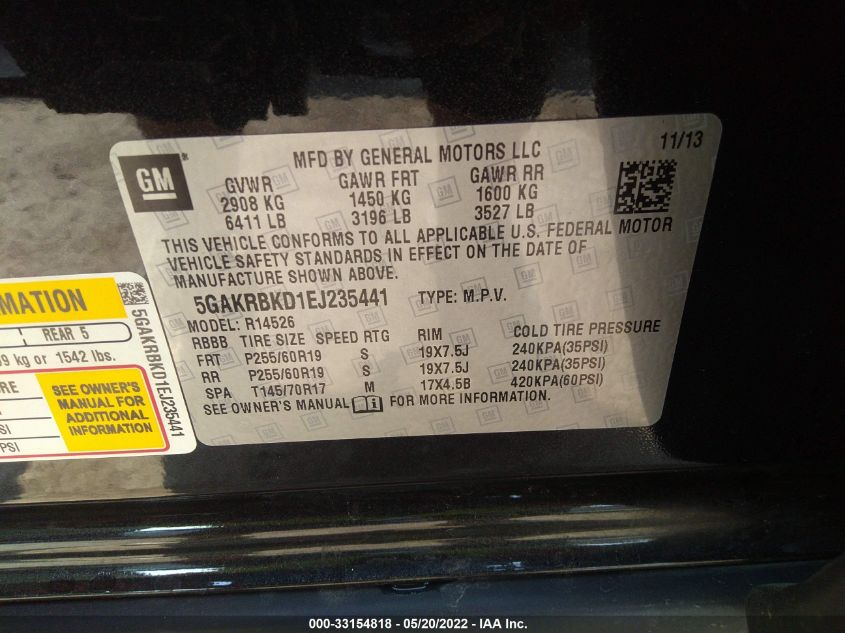 GM
MFD BY GENERAL MOTORS LLC
11/13
GVWR GAWR FRT GAWR RR
2908 KG 1450 KG 1600 KG
6411 LB 3196 LB 3527 LB
THIS VEHICLE CONFORMS TO ALL APPLICABLE U.S. FEDERAL MOTOR
VEHICLE SAFETY STANDARDS IN EFFECT ON THE DATE OF
MANUFACTURE SHOWN ABOVE.
5GAKRBKD1EJ235441 TYPE: M.P.V.
MODEL: R14526
RBBB TIRE SIZE SPEED RTG RIM COLD TIRE PRESSURE
FRT P255/60R19 S 19X7.5J 240KPA(35PSI)
RR P255/60R19 S 19X7.5J 240KPA(35PSI)
SPA T145/70R17 M 17X4.5B 420KPA(60PSI)
SEE OWNER'S MANUAL FOR MORE INFORMATION.
MATION
REAR 5
9 kg or 1542 lbs.
RE
SI
PSI
SEE OWNER'S
MANUAL FOR
ADDITIONAL
INFORMATION
5GAKRBKD1EJ235441
000-33154818 - 05/20/2022 - IAA Inc.